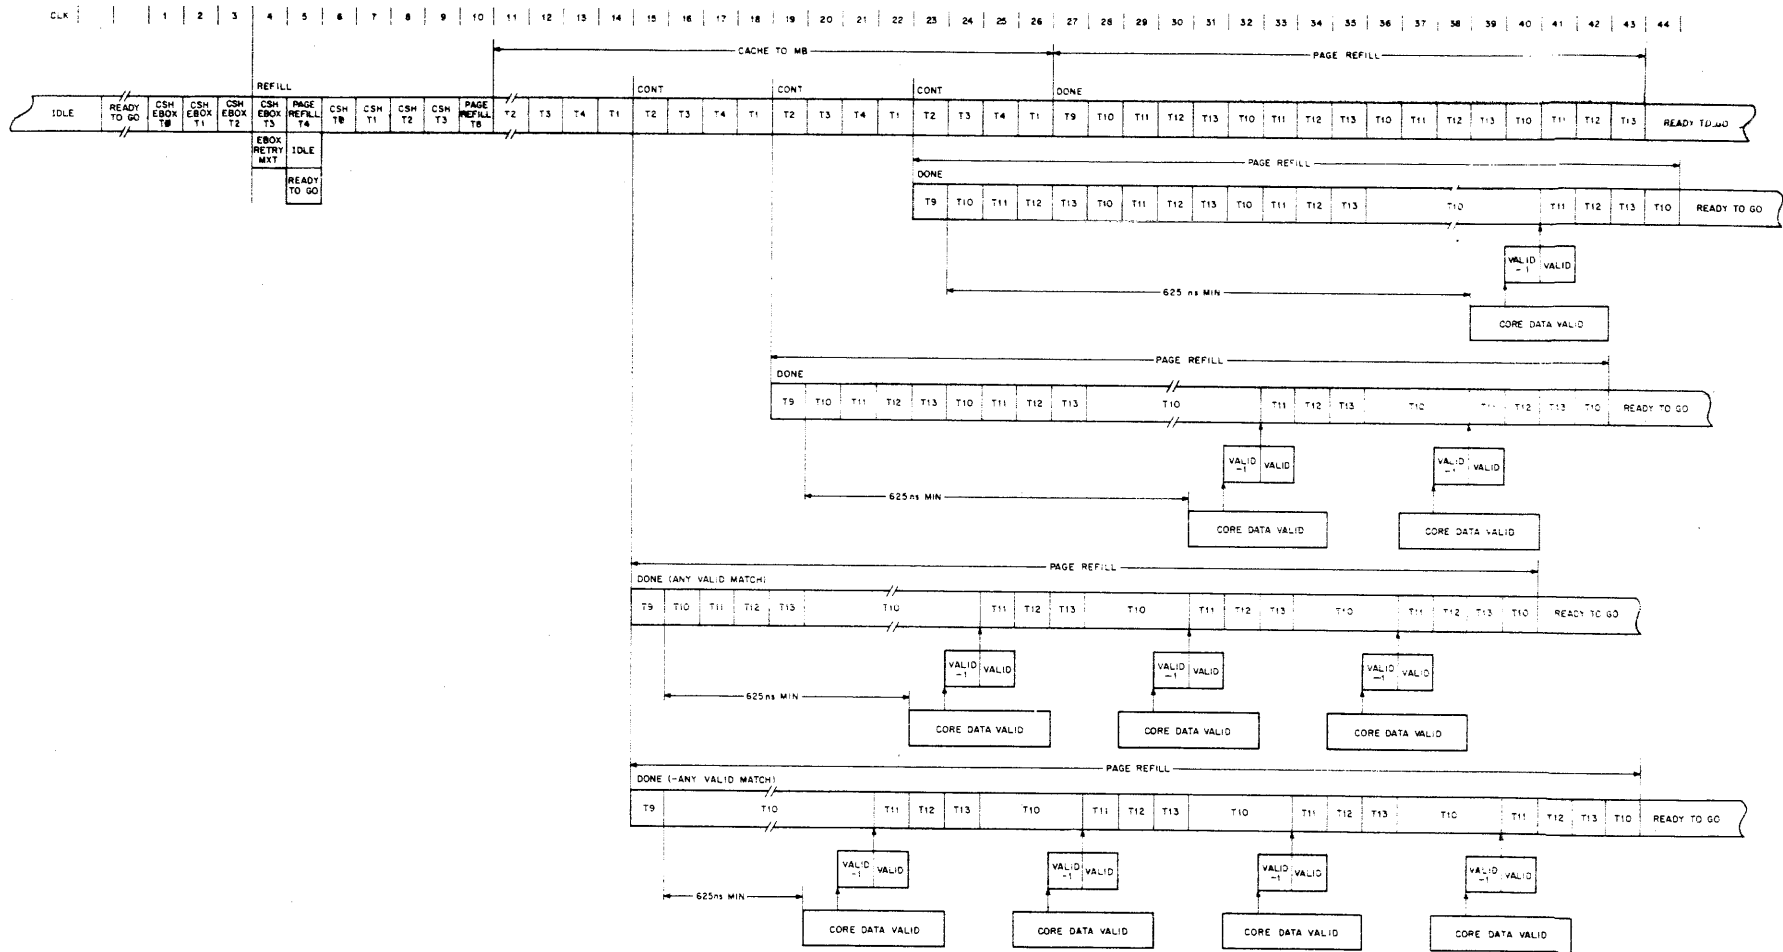 CLK 1 2 3 4 5 6 7 8 9 10 11 12 13 14 15 16 17 18 19 20 21 22 23 24 25 26 27 28 29 30 31 32 33 34 35 36 37 38 39 40 41 42 43 44
CACHE TO MB PAGE REFILL
REFILL CONT CONT CONT DONE
IDLE
READY TO GO
CSH EBOX T0
CSH EBOX T1
CSH EBOX T2
CSH EBOX T3
PAGE REFILL T4
CSH T0
CSH T1
CSH T2
CSH T3
PAGE REFILL T8
T2 T3 T4 T1 T2 T3 T4 T1 T2 T3 T4 T1 T2 T3 T4 T1 T9 T10 T11 T12 T13 T10 T11 T12 T13 T10 T11 T12 T13 T10 T11 T12 T13 READY TO GO
EBOX RETRY MXT
IDLE
READY TO GO
PAGE REFILL
DONE
T9 T10 T11 T12 T13 T10 T11 T12 T13 T10 T11 T12 T13 T10 T11 T12 T13 T10 READY TO GO
VALID -1 VALID
625 ns MIN
CORE DATA VALID
PAGE REFILL
DONE
T9 T10 T11 T12 T13 T10 T11 T12 T13 T10 T11 T12 T13 T10 T11 T12 T13 T10 READY TO GO
VALID -1 VALID VALID -1 VALID
625ns MIN
CORE DATA VALID CORE DATA VALID
PAGE REFILL
DONE (ANY VALID MATCH)
T9 T10 T11 T12 T13 T10 T11 T12 T13 T10 T11 T12 T13 T10 T11 T12 T13 T10 READY TO GO
VALID -1 VALID VALID -1 VALID VALID -1 VALID
625ns MIN
CORE DATA VALID CORE DATA VALID CORE DATA VALID
PAGE REFILL
DONE (-ANY VALID MATCH)
T9 T10 T11 T12 T13 T10 T11 T12 T13 T10 T11 T12 T13 T10 T11 T12 T13 T10 READY TO GO
VALID -1 VALID VALID -1 VALID VALID -1 VALID VALID -1 VALID
625ns MIN
CORE DATA VALID CORE DATA VALID CORE DATA VALID CORE DATA VALID